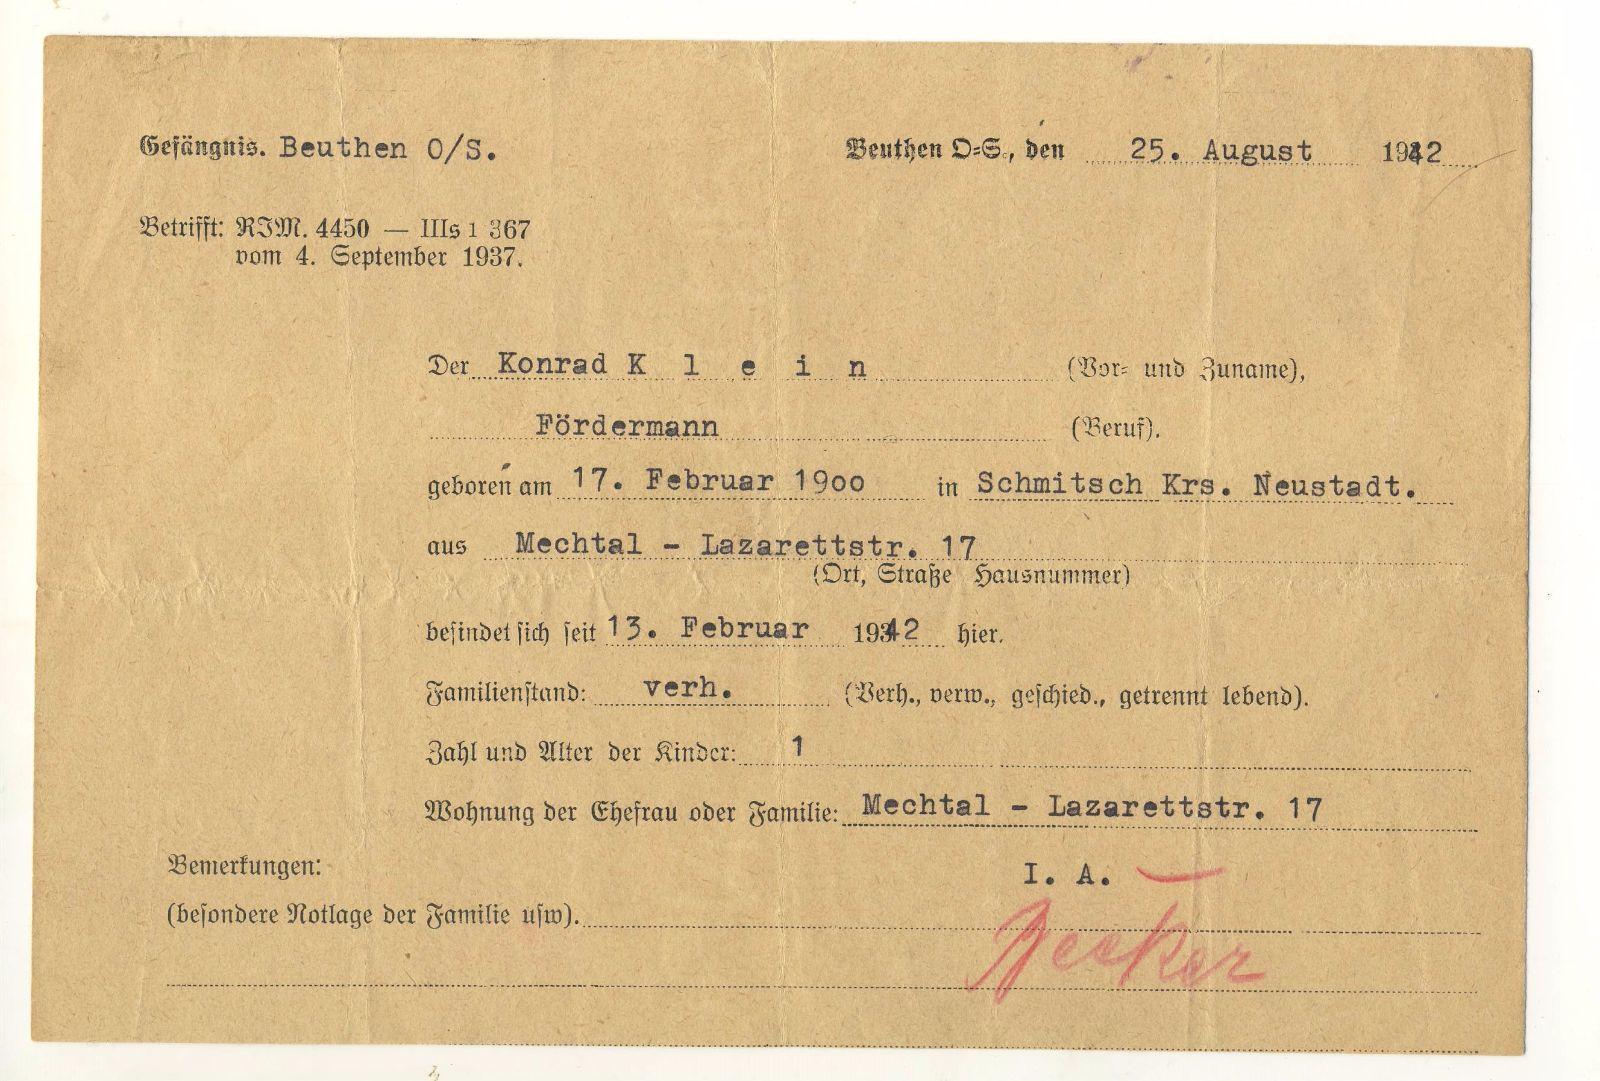 Gefängnis. Beuthen O/S.
Beuthen O=S., den 25. August 1942
Betrifft: RJM. 4450 — IIIs 1 367
vom 4. September 1937.
Der Konrad K l e i n (Vor= und Zuname),
Fördermann (Beruf).
geboren am 17. Februar 1900 in Schmitsch Krs. Neustadt.
aus Mechtal - Lazarettstr. 17
(Ort, Straße Hausnummer)
befindet sich seit 13. Februar 1942 hier.
Familienstand: verh. (Verh., verw., geschied., getrennt lebend).
Zahl und Alter der Kinder: 1
Wohnung der Ehefrau oder Familie: Mechtal - Lazarettstr. 17
Bemerkungen:
I. A.
(besondere Notlage der Familie usw).
Becker